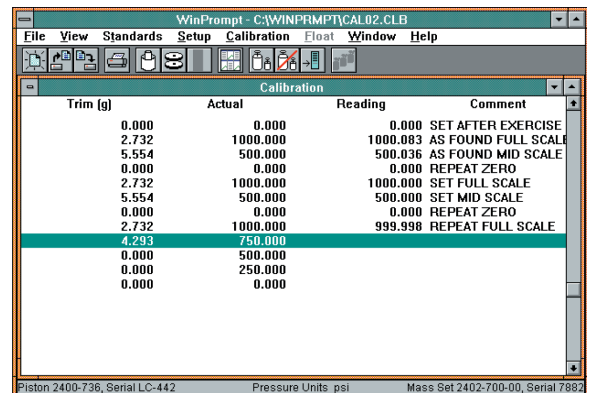 WinPrompt - C:\WINPRMPT\CAL02.CLB
File View Standards Setup Calibration Float Window Help
Calibration
Trim (g) Actual Reading Comment
0.000 0.000 0.000 SET AFTER EXERCISE
2.732 1000.000 1000.083 AS FOUND FULL SCALE
5.554 500.000 500.036 AS FOUND MID SCALE
0.000 0.000 0.000 REPEAT ZERO
2.732 1000.000 1000.000 SET FULL SCALE
5.554 500.000 500.000 SET MID SCALE
0.000 0.000 0.000 REPEAT ZERO
2.732 1000.000 999.998 REPEAT FULL SCALE
4.293 750.000
0.000 500.000
0.000 250.000
0.000 0.000
Piston 2400-736, Serial LC-442 Pressure Units psi Mass Set 2402-700-00, Serial 7882